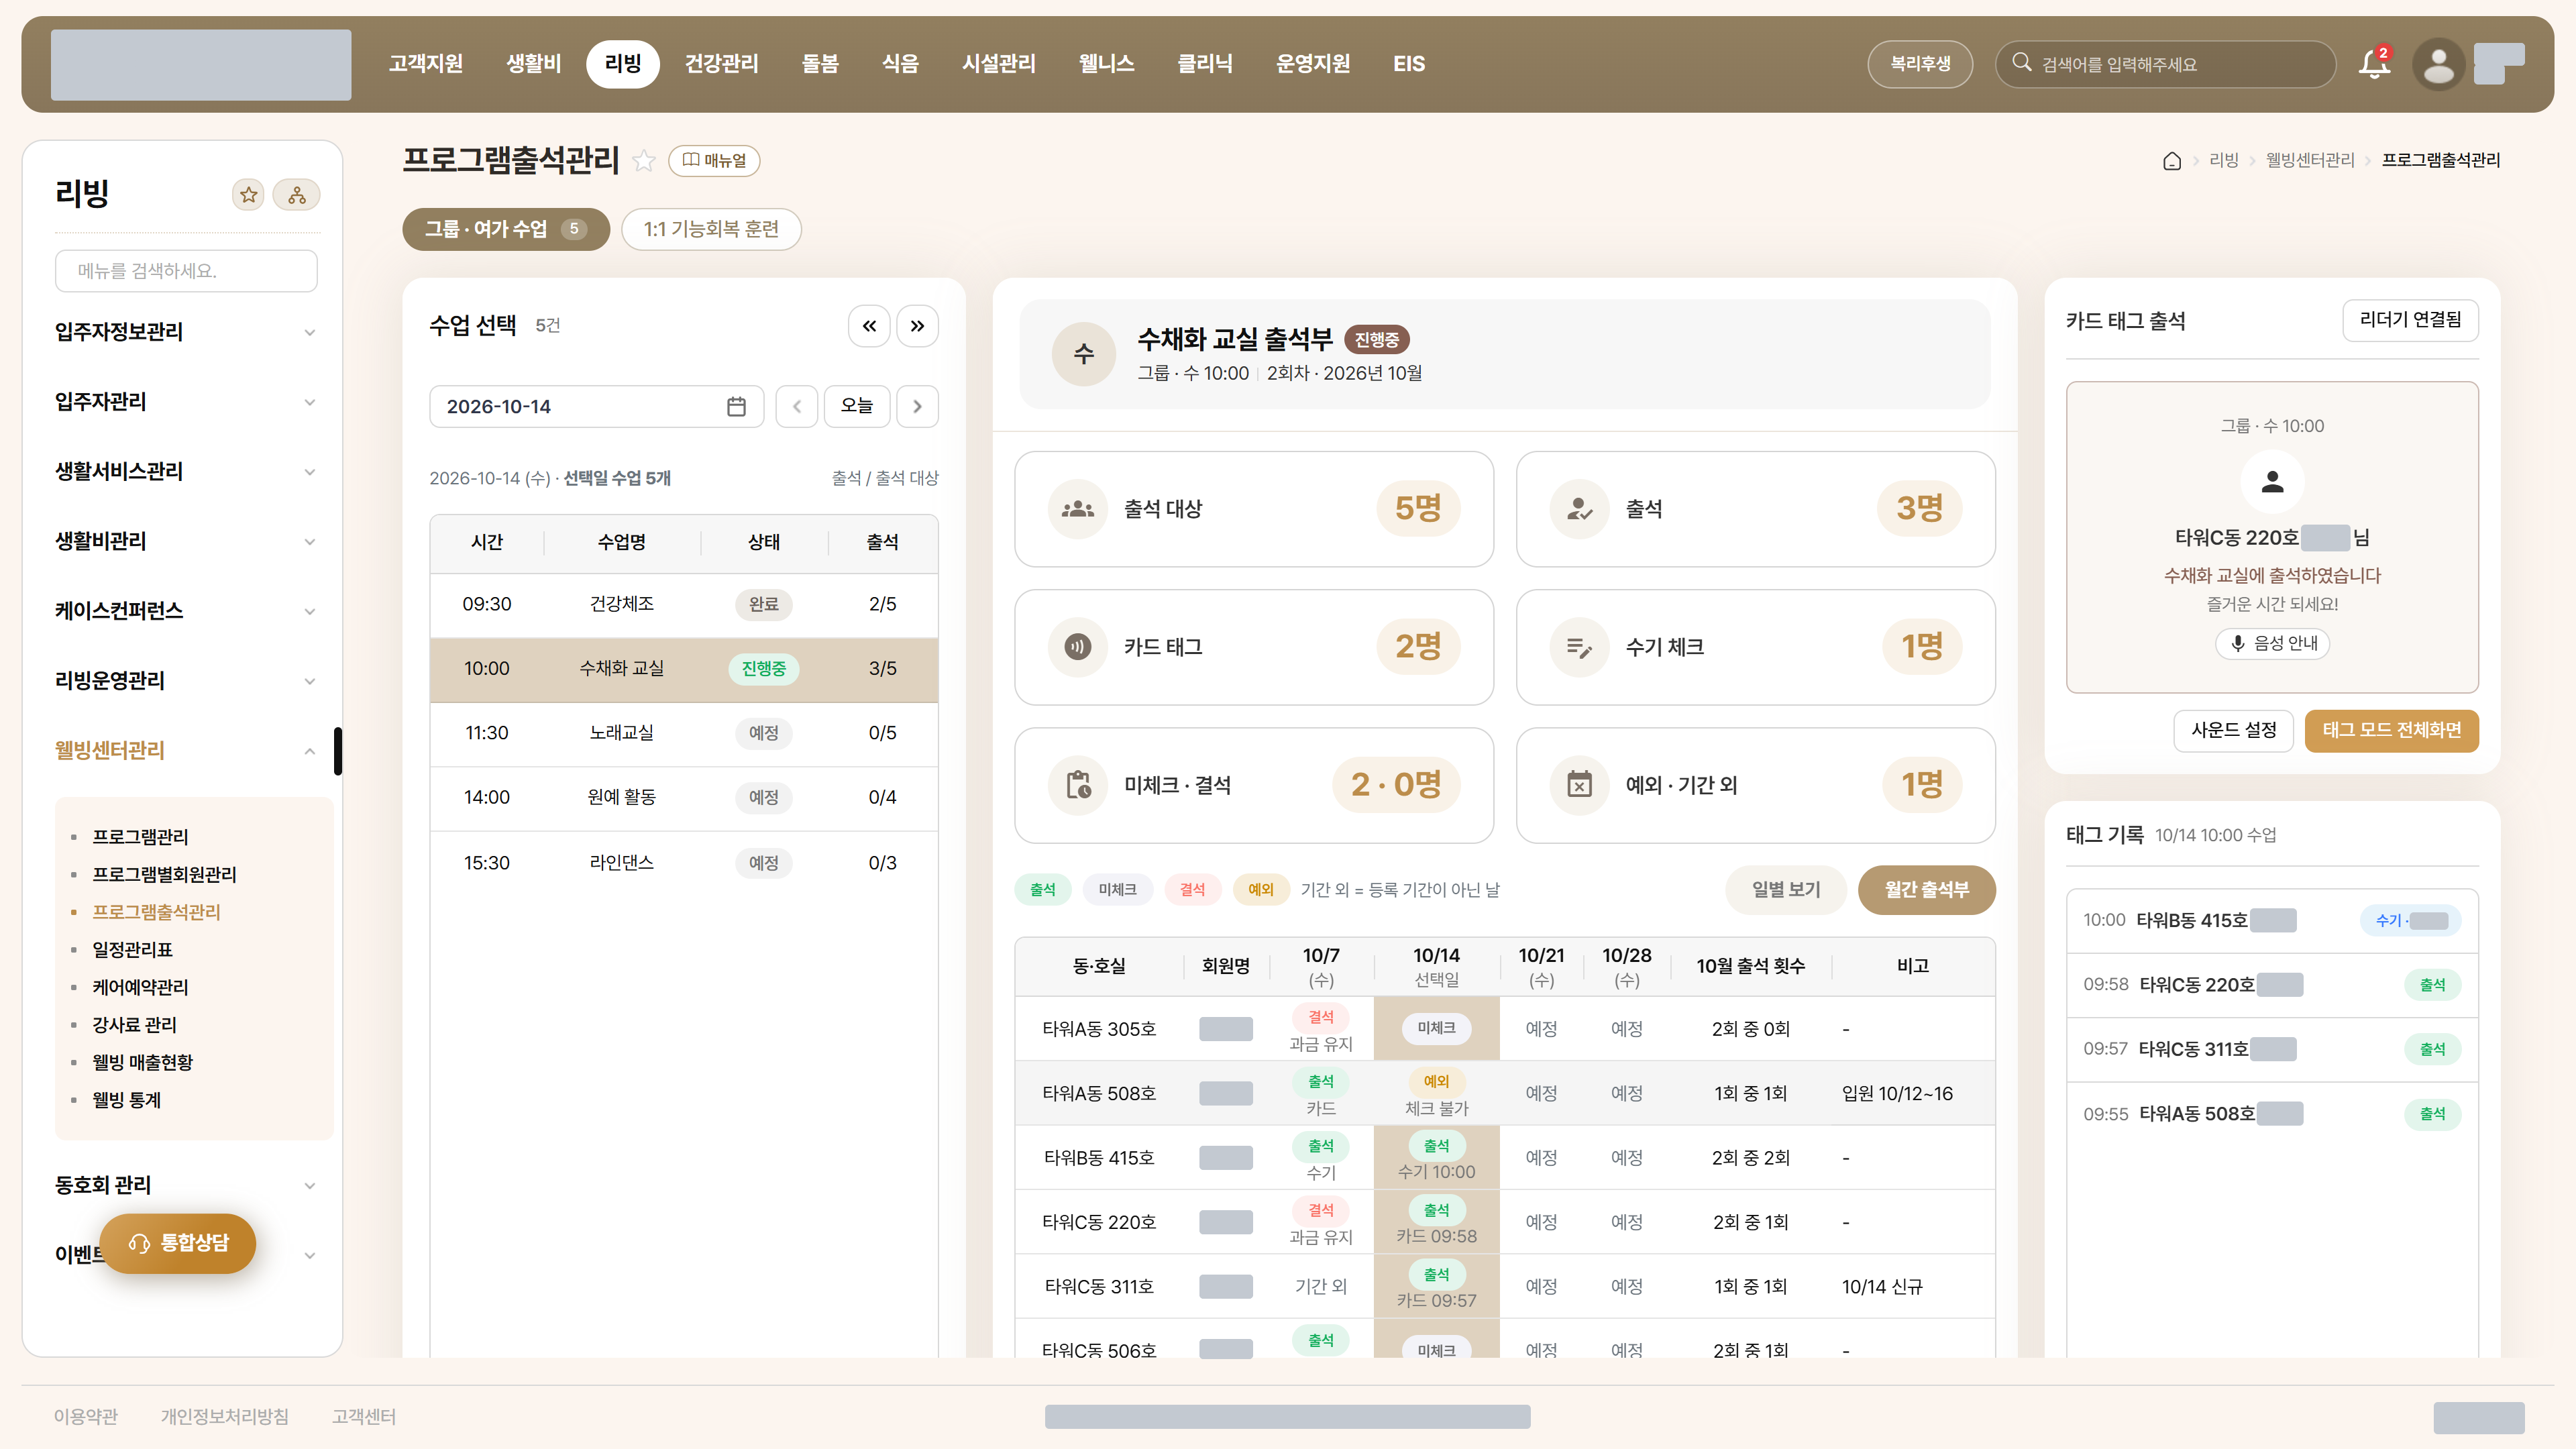 고객지원 생활비 리빙 건강관리 돌봄 식음 시설관리 웰니스 클리닉 운영지원 EIS 복리후생 검색어를 입력해주세요 2
리빙
메뉴를 검색하세요.
입주자정보관리
입주자관리
생활서비스관리
생활비관리
케이스컨퍼런스
리빙운영관리
웰빙센터관리
프로그램관리
프로그램별회원관리
프로그램출석관리
일정관리표
케어예약관리
강사료 관리
웰빙 매출현황
웰빙 통계
동호회 관리
이벤트
통합상담
프로그램출석관리 매뉴얼
리빙 웰빙센터관리 프로그램출석관리
그룹 · 여가 수업 5 1:1 기능회복 훈련
수업 선택 5건
2026-10-14 오늘
2026-10-14 (수) · 선택일 수업 5개 출석 / 출석 대상
시간 수업명 상태 출석
09:30 건강체조 완료 2/5
10:00 수채화 교실 진행중 3/5
11:30 노래교실 예정 0/5
14:00 원예 활동 예정 0/4
15:30 라인댄스 예정 0/3
수
수채화 교실 출석부 진행중
그룹 · 수 10:00 2회차 · 2026년 10월
출석 대상 5명
출석 3명
카드 태그 2명
수기 체크 1명
미체크 · 결석 2 · 0명
예외 · 기간 외 1명
출석 미체크 결석 예외 기간 외 = 등록 기간이 아닌 날 일별 보기 월간 출석부
동·호실 회원명 10/7 (수) 10/14 선택일 10/21 (수) 10/28 (수) 10월 출석 횟수 비고
타워A동 305호 결석 과금 유지 미체크 예정 예정 2회 중 0회 -
타워A동 508호 출석 카드 예외 체크 불가 예정 예정 1회 중 1회 입원 10/12~16
타워B동 415호 출석 수기 출석 수기 10:00 예정 예정 2회 중 2회 -
타워C동 220호 결석 과금 유지 출석 카드 09:58 예정 예정 2회 중 1회 -
타워C동 311호 기간 외 출석 카드 09:57 예정 예정 1회 중 1회 10/14 신규
타워C동 506호 출석 미체크 예정 예정 2회 중 1회 -
카드 태그 출석 리더기 연결됨
그룹 · 수 10:00
타워C동 220호 님
수채화 교실에 출석하였습니다
즐거운 시간 되세요!
음성 안내
사운드 설정 태그 모드 전체화면
태그 기록 10/14 10:00 수업
10:00 타워B동 415호 수기 ·
09:58 타워C동 220호 출석
09:57 타워C동 311호 출석
09:55 타워A동 508호 출석
이용약관 개인정보처리방침 고객센터